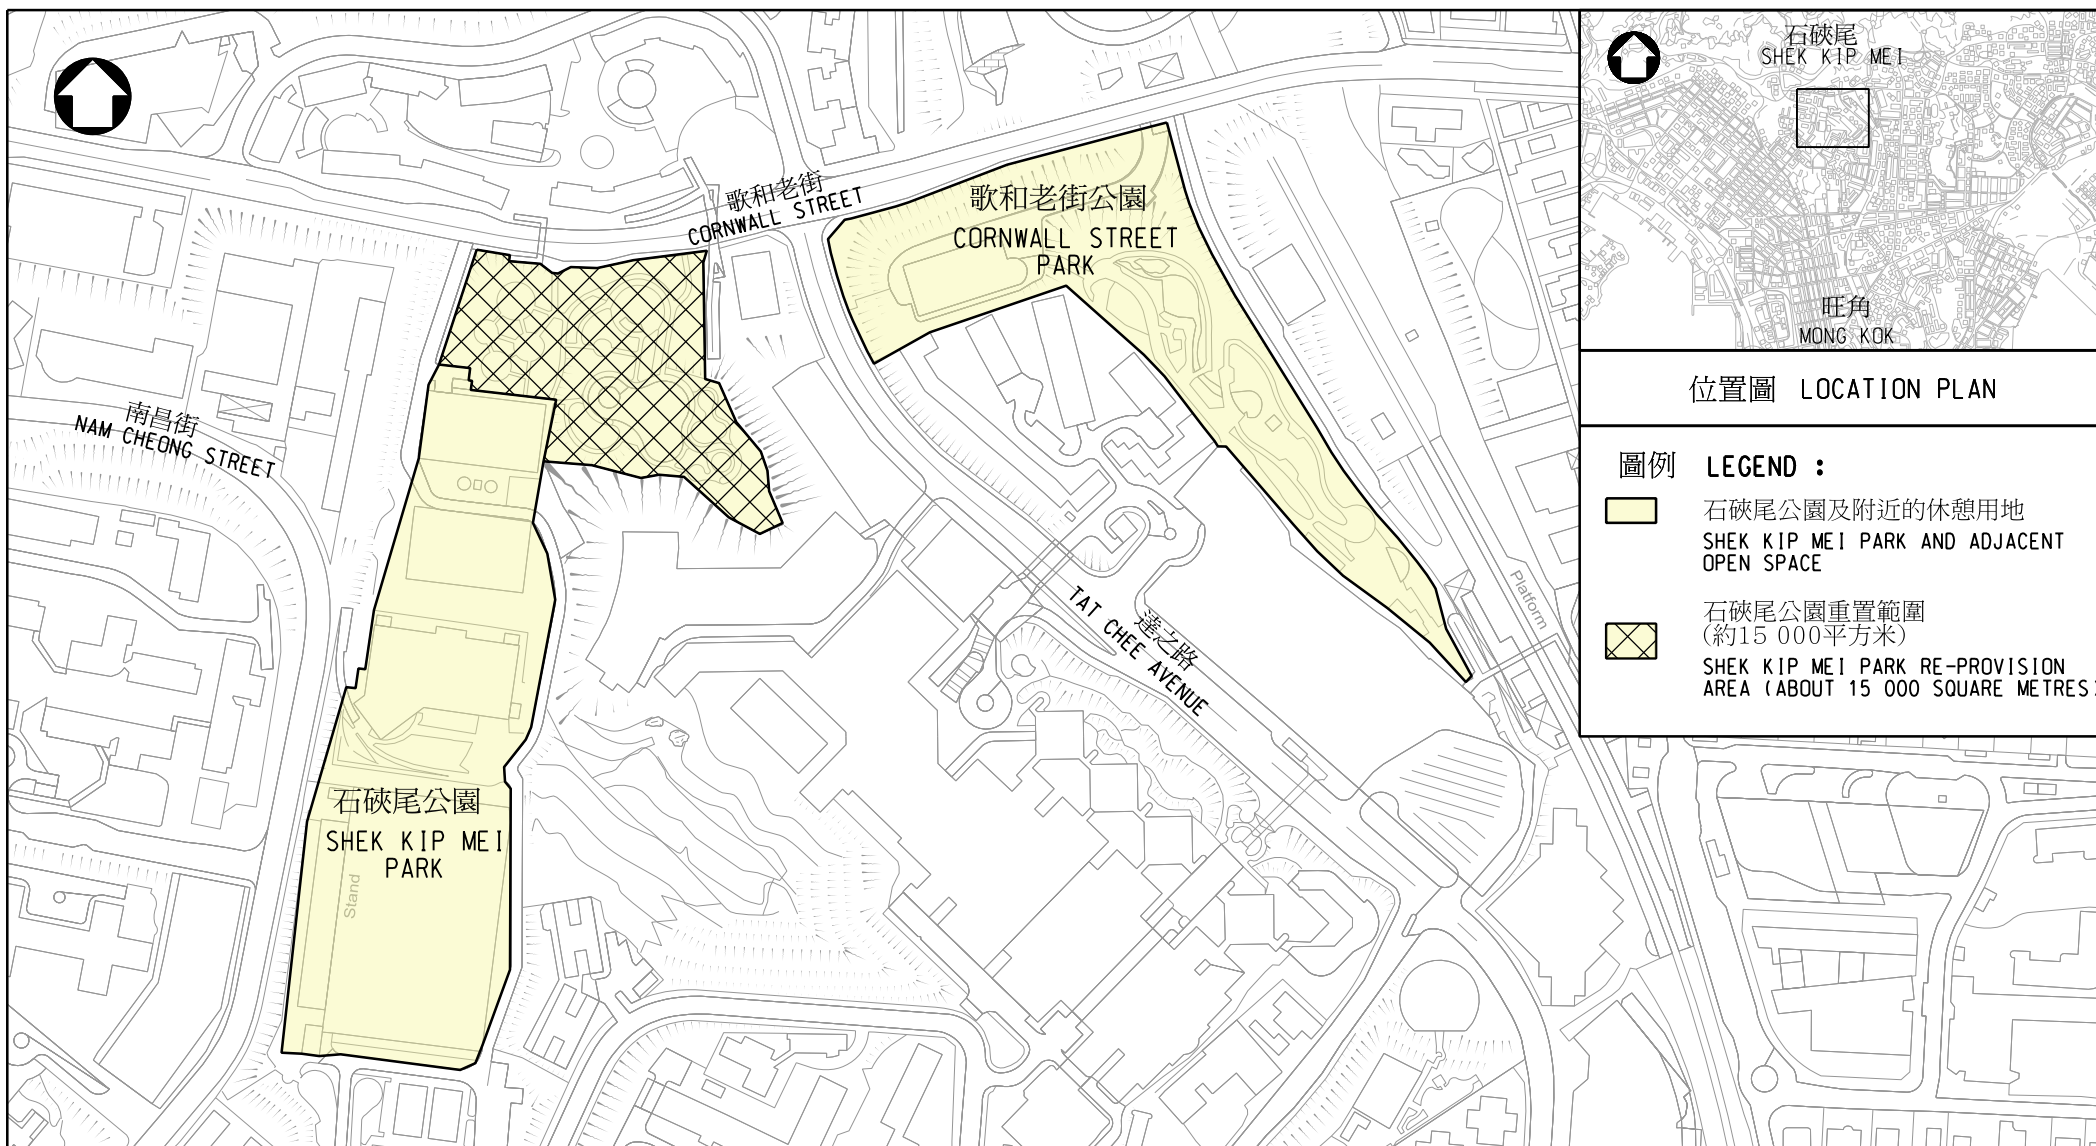 歌和老街
CORNWALL STREET
歌和老街公園
CORNWALL STREET
PARK
南昌街
NAM CHEONG STREET
達之路
TAT CHEE AVENUE
Platform
石硤尾公園
SHEK KIP MEI
PARK
Stand
石硤尾
SHEK KIP MEI
旺角
MONG KOK
位置圖 LOCATION PLAN
圖例 LEGEND :
石硤尾公園及附近的休憩用地
SHEK KIP MEI PARK AND ADJACENT
OPEN SPACE
石硤尾公園重置範圍
(約15 000平方米)
SHEK KIP MEI PARK RE-PROVISION
AREA (ABOUT 15 000 SQUARE METRES)